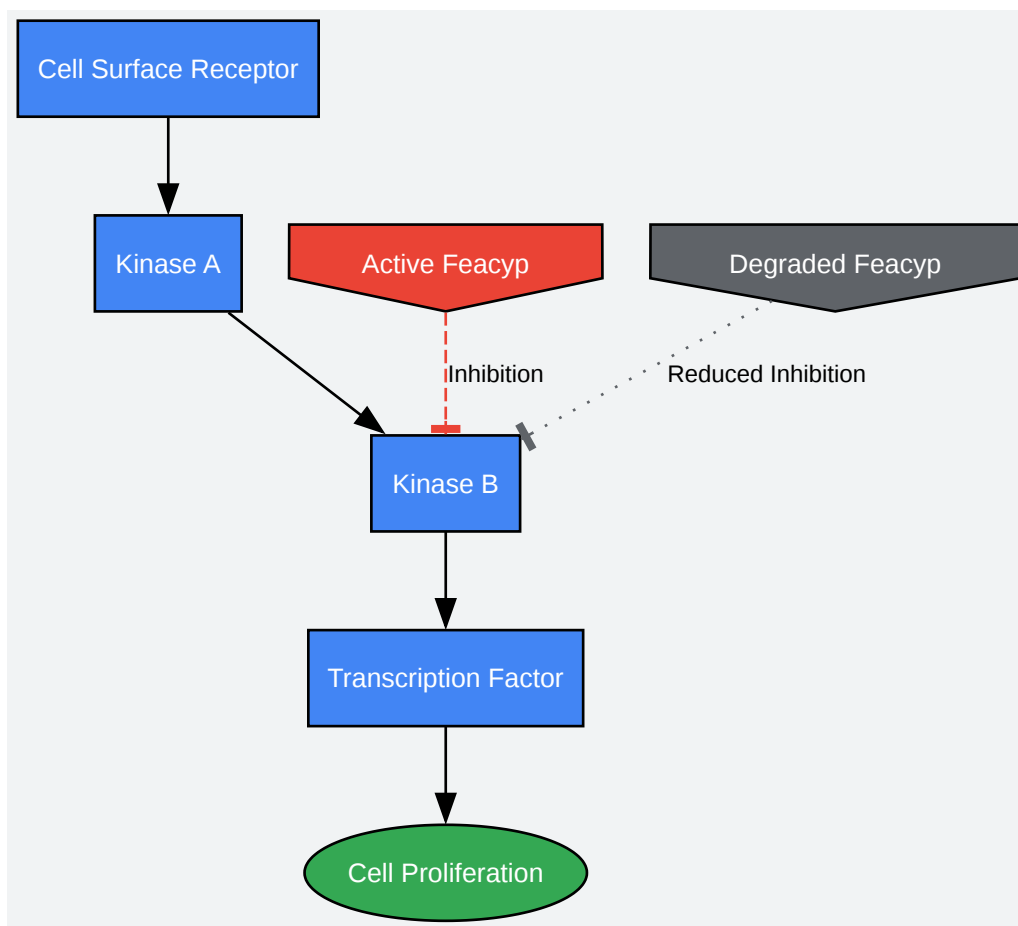 Cell Surface Receptor
Kinase A
Active Feacyp
Degraded Feacyp
Inhibition
Reduced Inhibition
Kinase B
Transcription Factor
Cell Proliferation